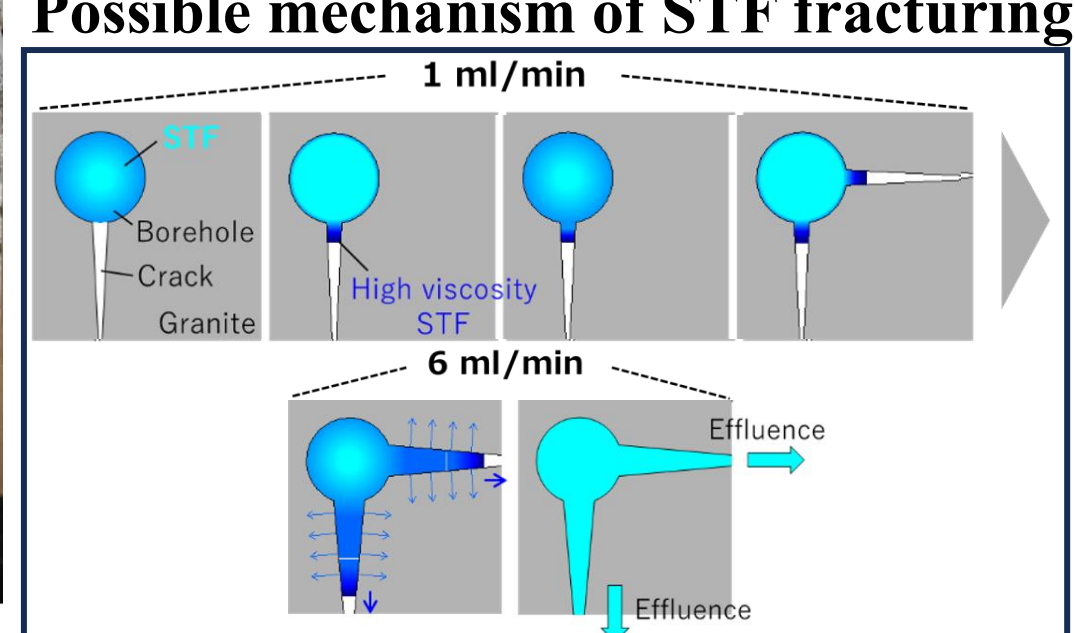 Possible mechanism of STF fracturing
1 ml/min
STF
Borehole
Crack
Granite
High viscosity
STF
6 ml/min
Effluence
Effluence